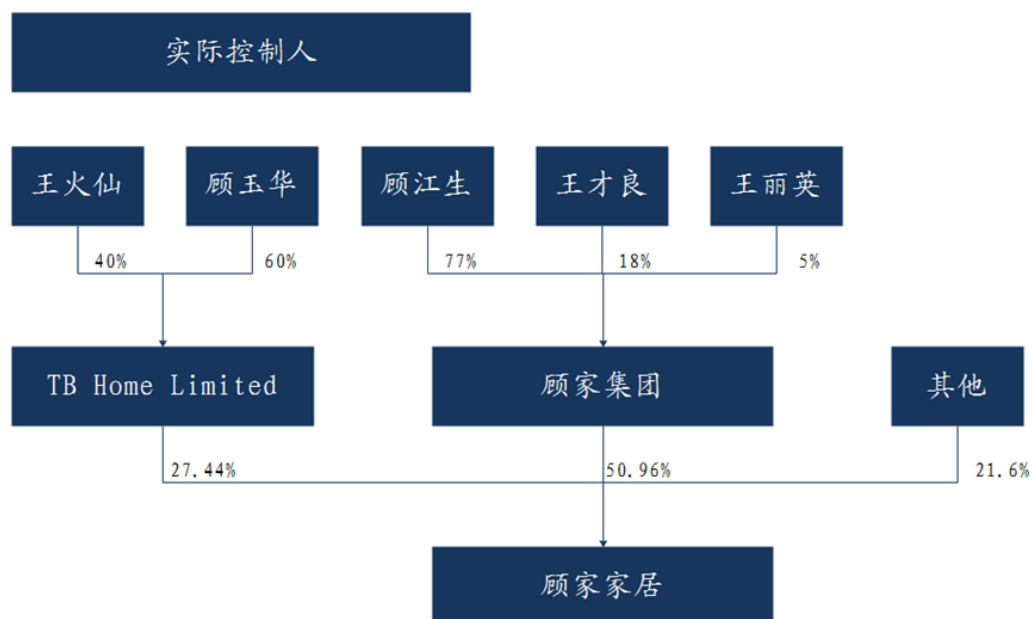 实际控制人
王火仙
顾玉华
顾江生
王才良
王丽英
40%
60%
77%
18%
5%
TB Home Limited
顾家集团
其他
27.44%
50.96%
21.6%
顾家家居